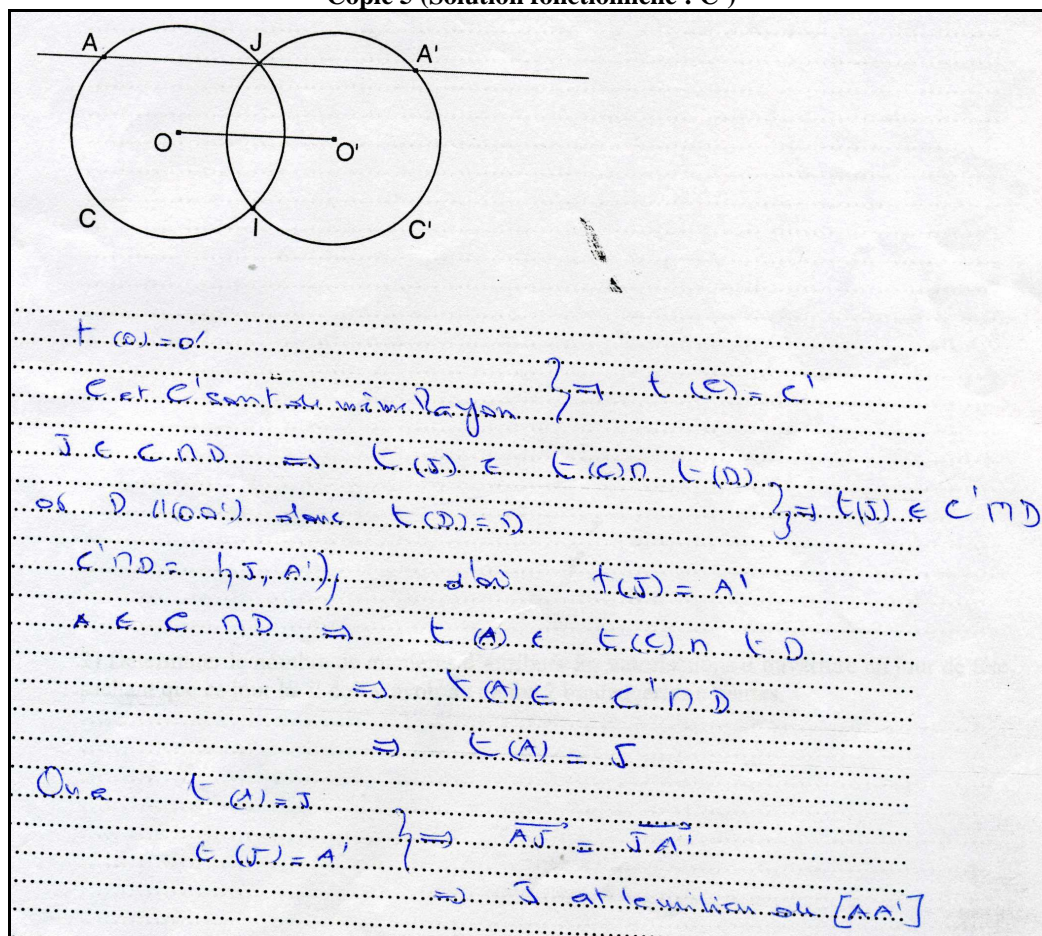 Copie 5 (Solution fonctionnelle : C )
A J A'
O O'
C I C'
t (O) = O'
C et C' sont de même Rayon } ⇒ t (C) = C'
J ∈ C ∩ D ⇒ t (J) ∈ t (C) ∩ t (D)
or D // (OO') donc t (D) = D } ⇒ t(J) ∈ C' ∩ D
C' ∩ D = {J, A'}, d'où t (J) = A'
A ∈ C ∩ D ⇒ t (A) ∈ t (C) ∩ t D
⇒ t (A) ∈ C' ∩ D
⇒ t (A) = J
On a t (A) = J
t (J) = A' } ⇒ AJ = JA'
⇒ J est le milieu de [AA']